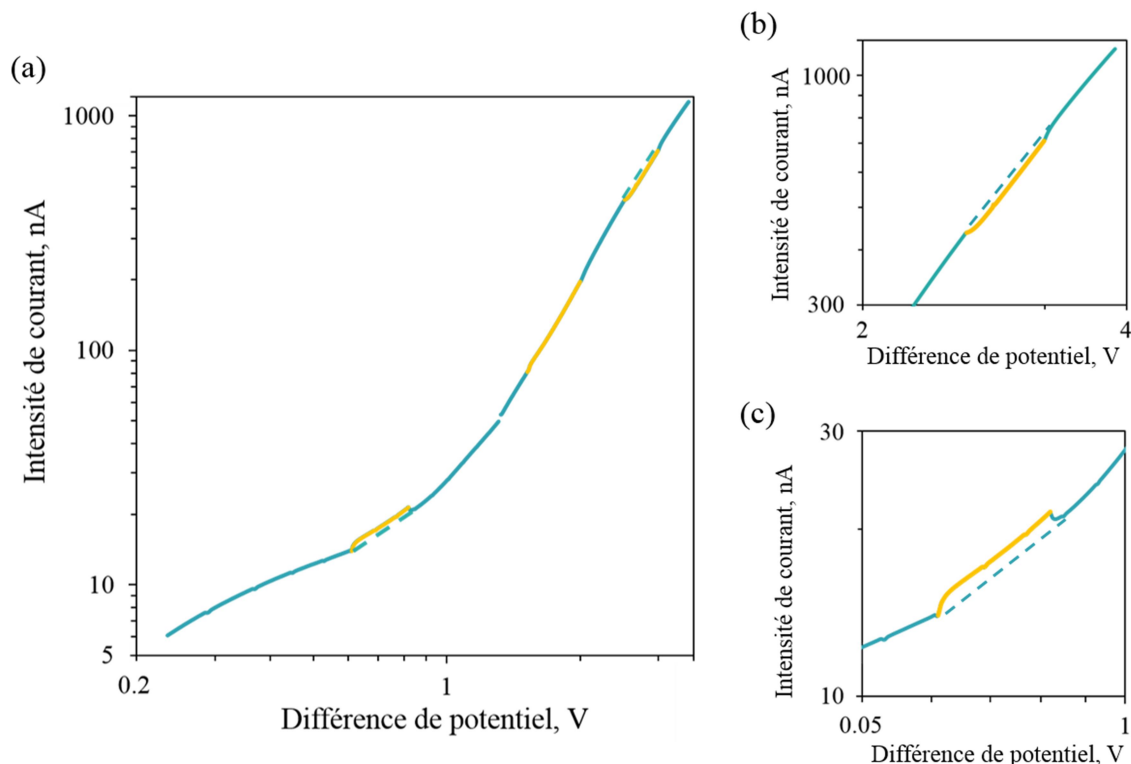 (a)
1000
100
10
5
0.2
1
Intensité de courant, nA
Différence de potentiel, V
(b)
1000
300
2
4
Intensité de courant, nA
Différence de potentiel, V
(c)
30
10
0.05
1
Intensité de courant, nA
Différence de potentiel, V